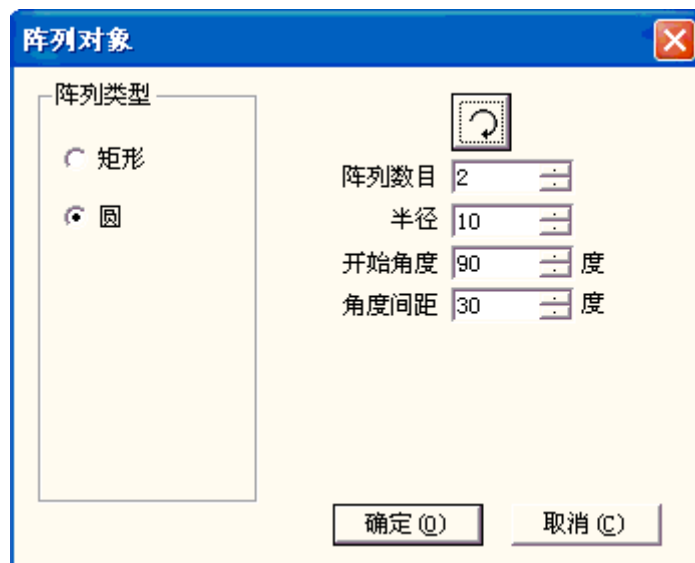 阵列对象
阵列类型
矩形
圆
阵列数目 2
半径 10
开始角度 90 度
角度间距 30 度
确定(O) 取消(C)